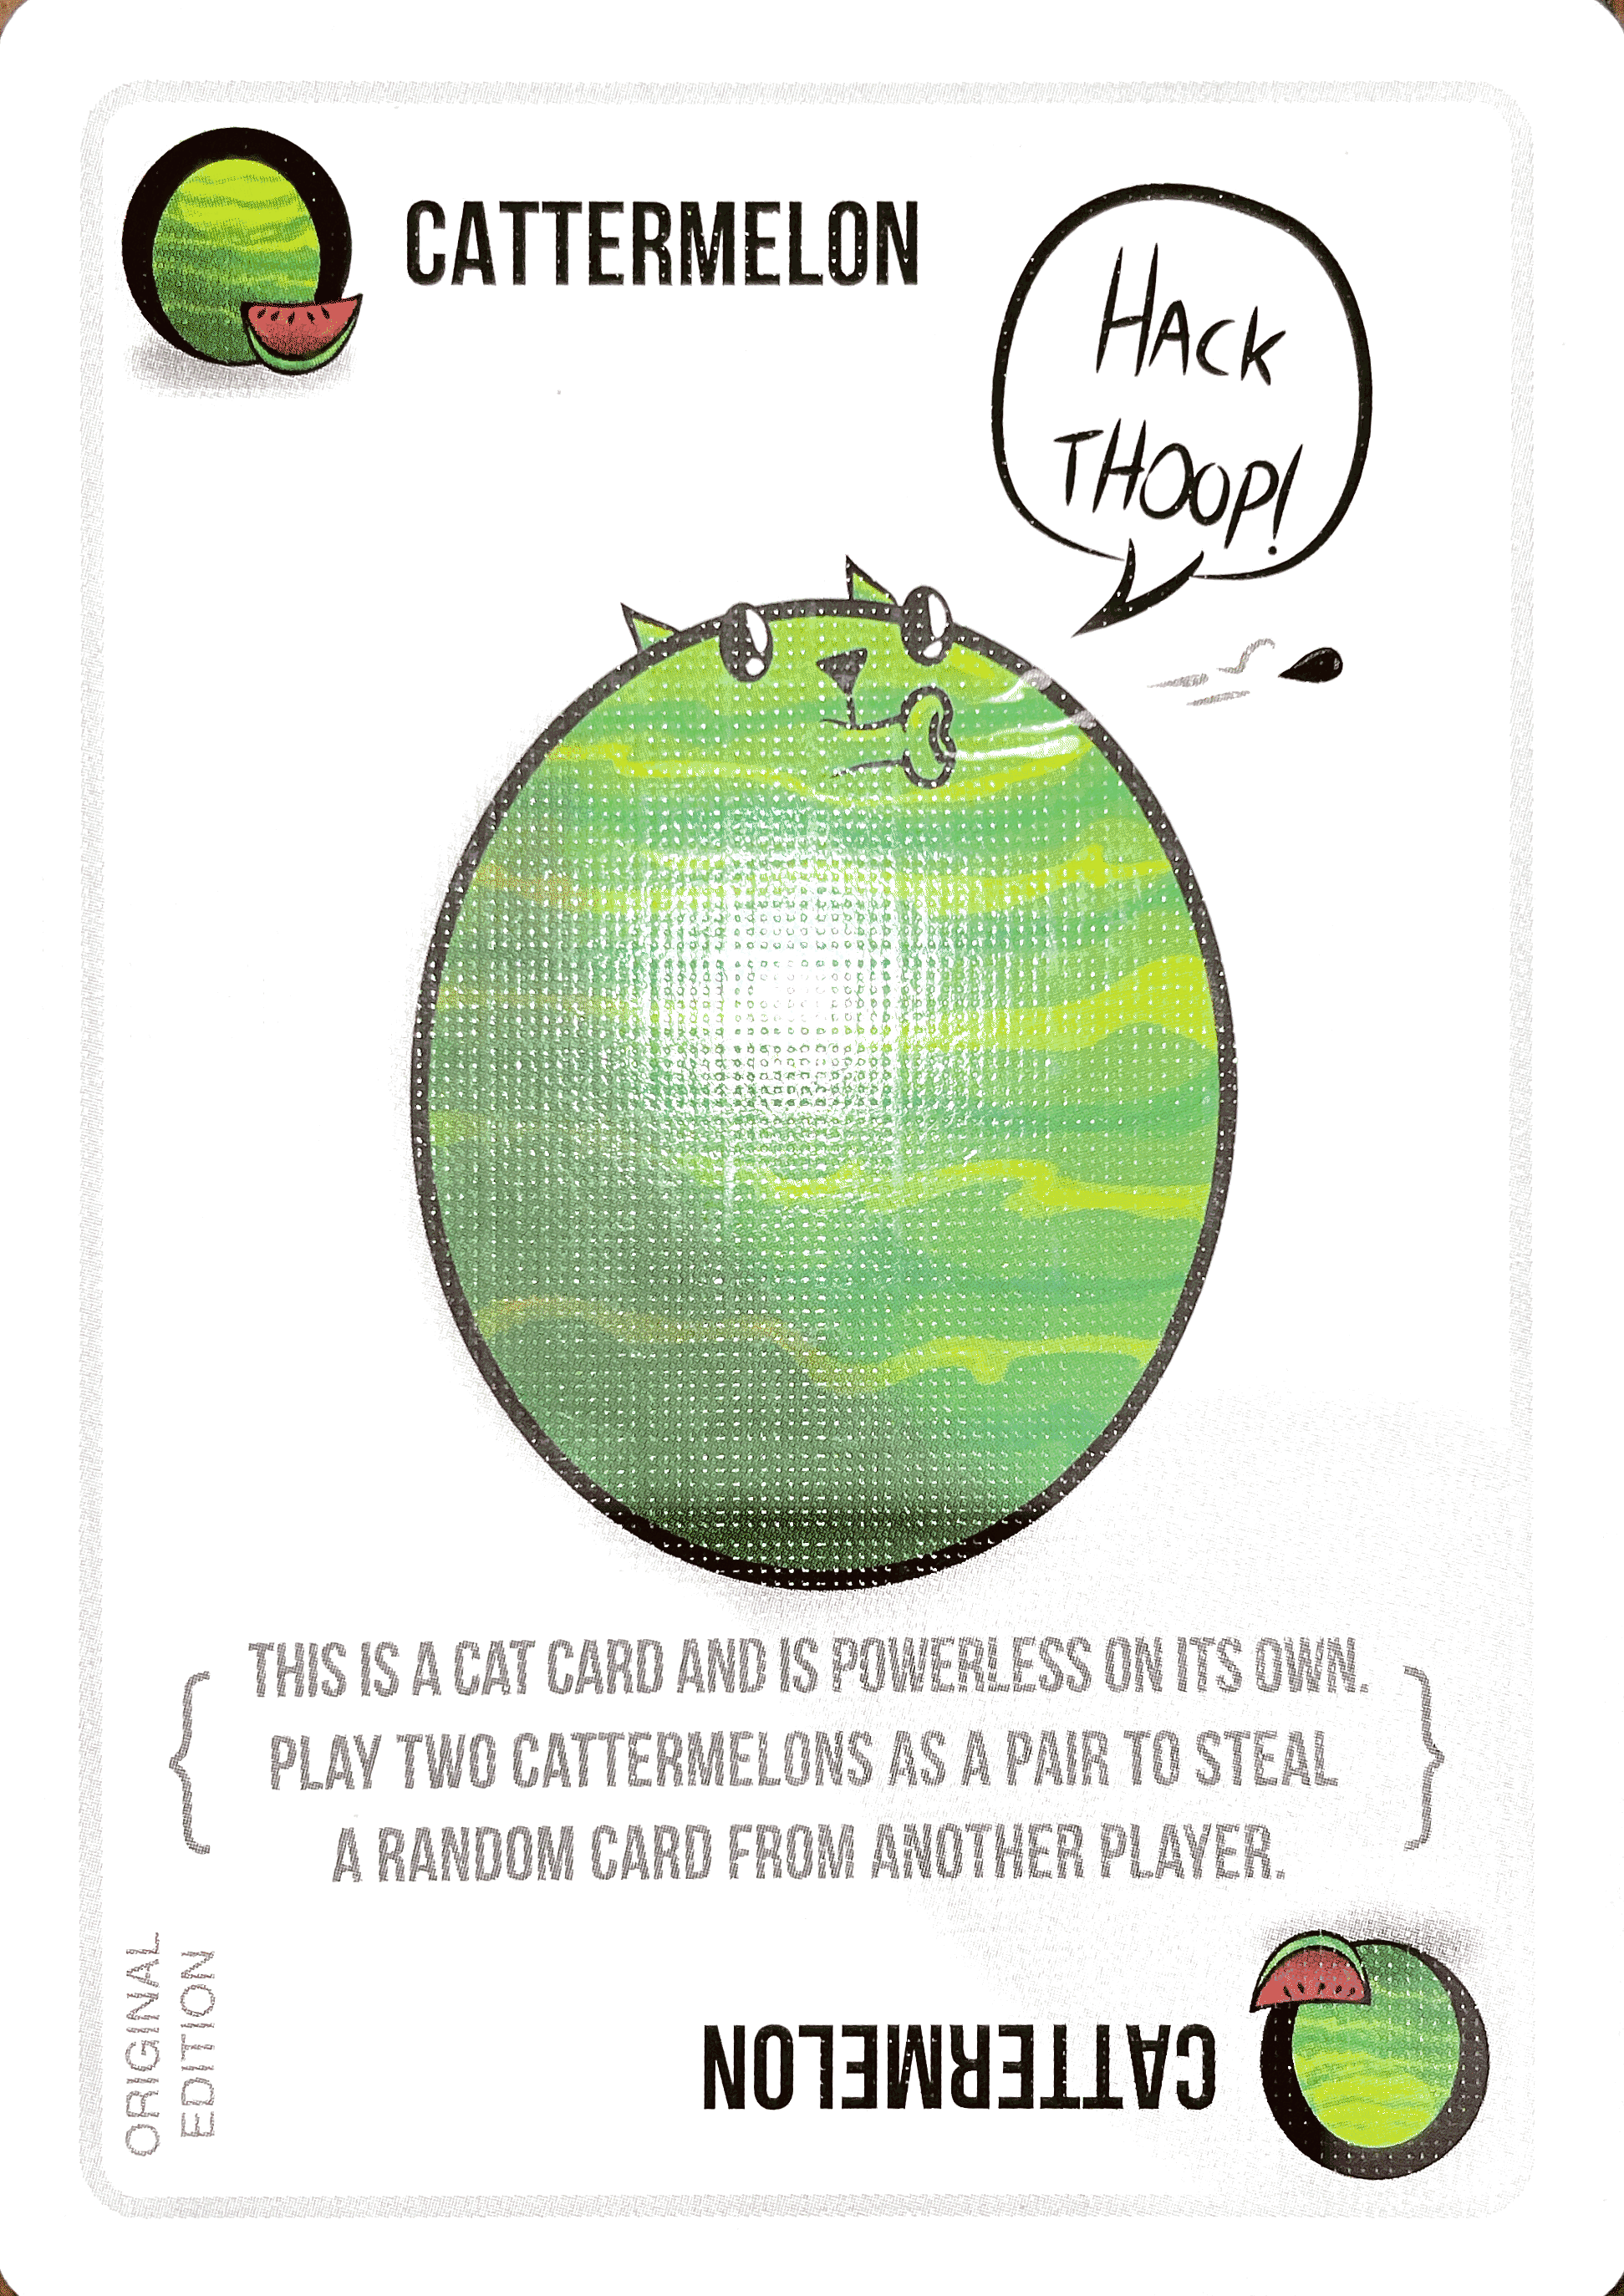 CATTERMELON
HACK
THOOP!
THIS IS A CAT CARD AND IS POWERLESS ON ITS OWN.
PLAY TWO CATTERMELONS AS A PAIR TO STEAL
A RANDOM CARD FROM ANOTHER PLAYER.
ORIGINAL
EDITION
CATTERMELON